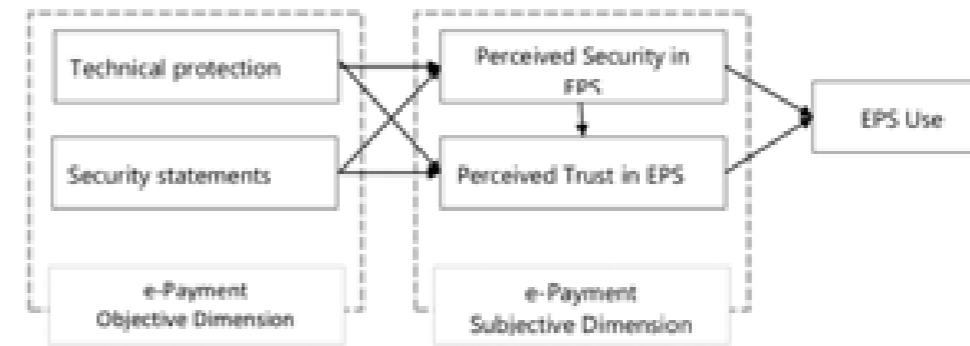 Technical protection
Security statements
Perceived Security in
EPS
Perceived Trust in EPS
EPS Use
e-Payment
Objective Dimension
e-Payment
Subjective Dimension